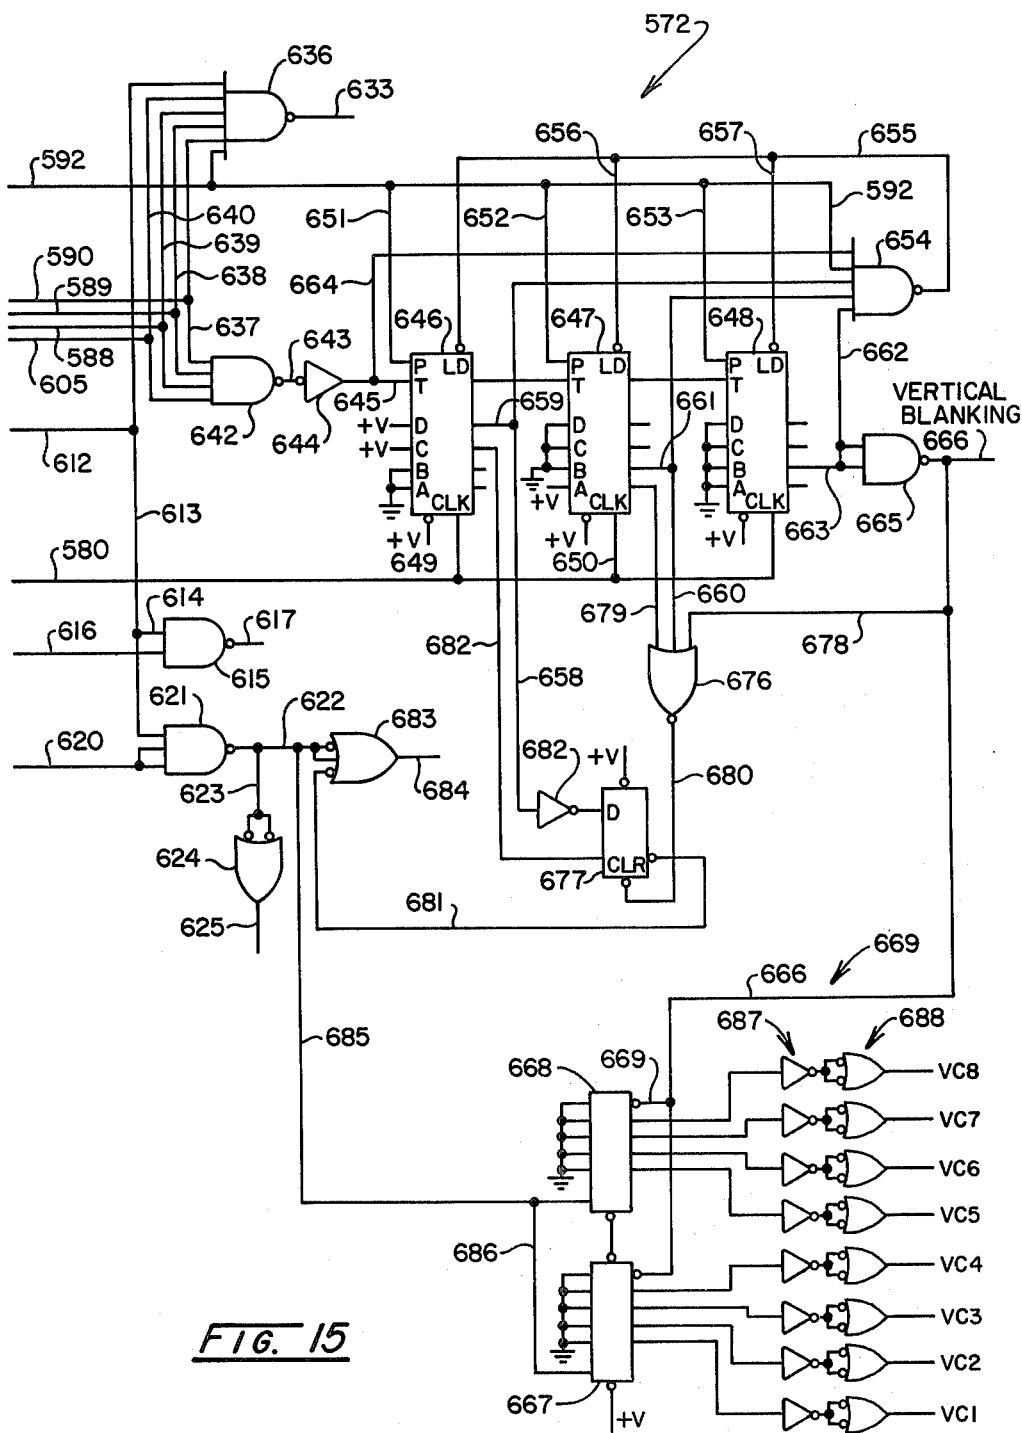 572
636
633
592
656
657
655
651
652
653
592
640
639
638
654
590
589
588
605
637
664
646
647
648
643
645
642
644
659
661
662
P LD
T
D
C
B
A
CLK
+V
+V
+V
649
P LD
T
D
C
B
A
CLK
+V
+V
650
P LD
T
D
C
B
A
CLK
+V
663
VERTICAL
BLANKING
666
665
612
613
580
614
616
617
615
682
679
660
678
658
676
621
620
622
683
684
623
682
+V
680
D
CLR
677
624
625
681
669
666
685
687
688
668
669
VC8
VC7
VC6
VC5
686
VC4
VC3
VC2
VC1
667
+V
FIG. 15